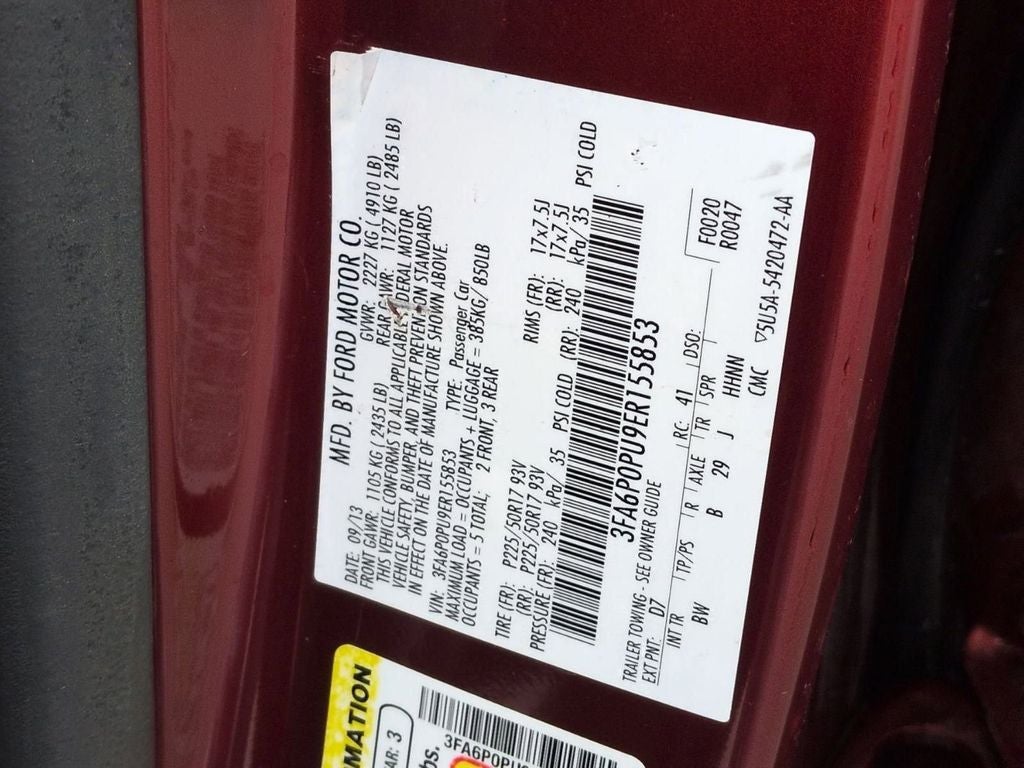 MFD. BY FORD MOTOR CO.
DATE: 09/13 GVWR: 2227 KG ( 4910 LB)
FRONT GAWR: 1105 KG ( 2435 LB) REAR GAWR: 1127 KG ( 2485 LB)
THIS VEHICLE CONFORMS TO ALL APPLICABLE FEDERAL MOTOR
VEHICLE SAFETY, BUMPER, AND THEFT PREVENTION STANDARDS
IN EFFECT ON THE DATE OF MANUFACTURE SHOWN ABOVE.
VIN: 3FA6P0PU9ER155853 TYPE: Passenger Car
MAXIMUM LOAD = OCCUPANTS + LUGGAGE = 385KG/ 850LB
OCCUPANTS = 5 TOTAL; 2 FRONT, 3 REAR
TIRE (FR): P225/50R17 93V RIMS (FR): 17x7.5J
(RR): P225/50R17 93V (RR): 17x7.5J
PRESSURE (FR): 240 kPa/ 35 PSI COLD (RR): 240 kPa/ 35 PSI COLD
3FA6P0PU9ER155853
F0020
R0047
TRAILER TOWING - SEE OWNER GUIDE
EXT PNT: D7 RC: 41 DSO:
INT TR TP/PS R AXLE TR SPR
BW B 29 J HHNN
CMC
▽5U5A-5420472-AA
MATION
AR: 3
bs.
3FA6P0PU9